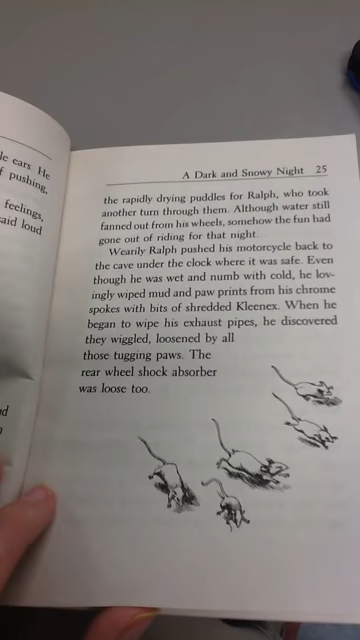 le ears He
f pushing,
feelings,
said loud
A Dark and Snowy Night 25
the rapidly drying puddles for Ralph, who took
another turn through them. Although water still
fanned out from his wheels, somehow the fun had
gone out of riding for that night.
Wearily Ralph pushed his motorcycle back to
the cave under the clock where it was safe. Even
though he was wet and numb with cold, he lov-
ingly wiped mud and paw prints from his chrome
spokes with bits of shredded Kleenex. When he
began to wipe his exhaust pipes, he discovered
they wiggled, loosened by all
those tugging paws. The
rear wheel shock absorber
was loose too.